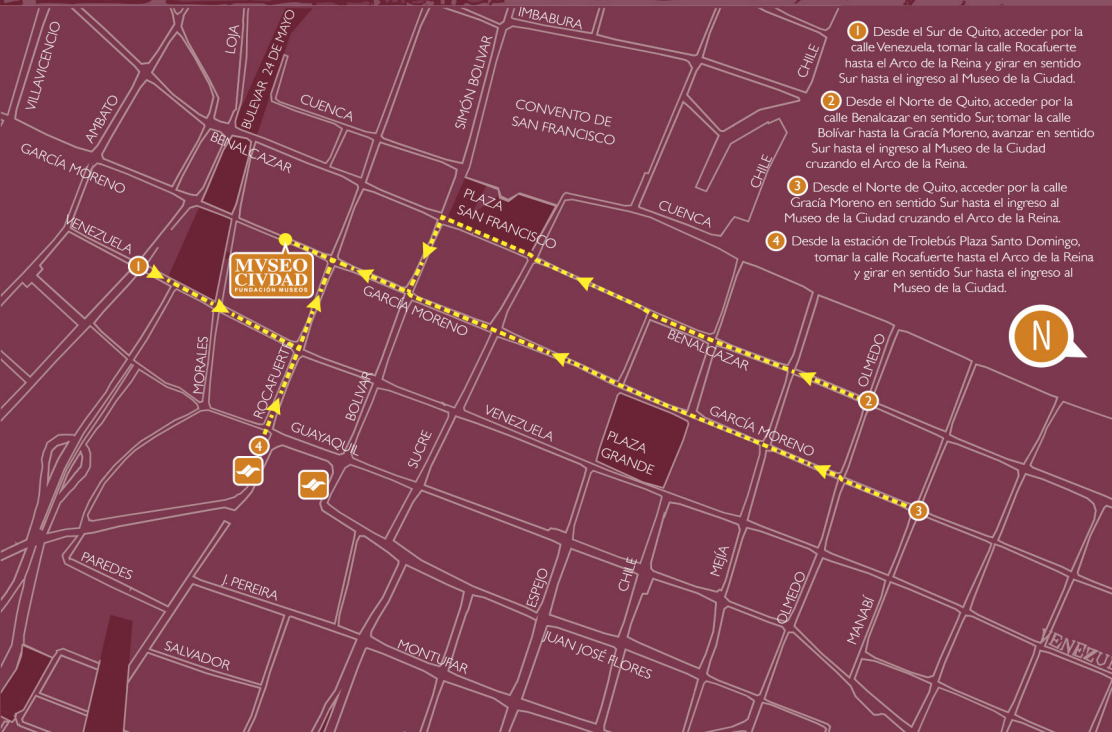 1 Desde el Sur de Quito, acceder por la
calle Venezuela, tomar la calle Rocafuerte
hasta el Arco de la Reina y girar en sentido
Sur hasta el ingreso al Museo de la Ciudad.
2 Desde el Norte de Quito, acceder por la
calle Benalcazar en sentido Sur, tomar la calle
Bolívar hasta la Gracía Moreno, avanzar en sentido
Sur hasta el ingreso al Museo de la Ciudad
cruzando el Arco de la Reina.
3 Desde el Norte de Quito, acceder por la calle
Gracía Moreno en sentido Sur hasta el ingreso al
Museo de la Ciudad cruzando el Arco de la Reina.
4 Desde la estación de Trolebús Plaza Santo Domingo,
tomar la calle Rocafuerte hasta el Arco de la Reina
y girar en sentido Sur hasta el ingreso al
Museo de la Ciudad.
N
IMBABURA
VILLAVICENCIO
LOJA
BULEVAR 24 DE MAYO
AMBATO
CUENCA
SIMÓN BOLIVAR
CHILE
CONVENTO DE
SAN FRANCISCO
BENALCAZAR
GARCÍA MORENO
CHILE
CUENCA
PLAZA
SAN FRANCISCO
VENEZUELA
1
MVSEO
CIVDAD
FUNDACIÓN MUSEOS
GARCÍA MORENO
BENALCAZAR
OLMEDO
2
MORALES
ROCAFUERTE
BOLIVAR
GARCÍA MORENO
VENEZUELA
PLAZA
GRANDE
GUAYAQUIL
SUCRE
4
3
PAREDES
J. PEREIRA
ESPEJO
CHILE
MEJÍA
OLMEDO
MANABÍ
SALVADOR
MONTUFAR
JUAN JOSÉ FLORES